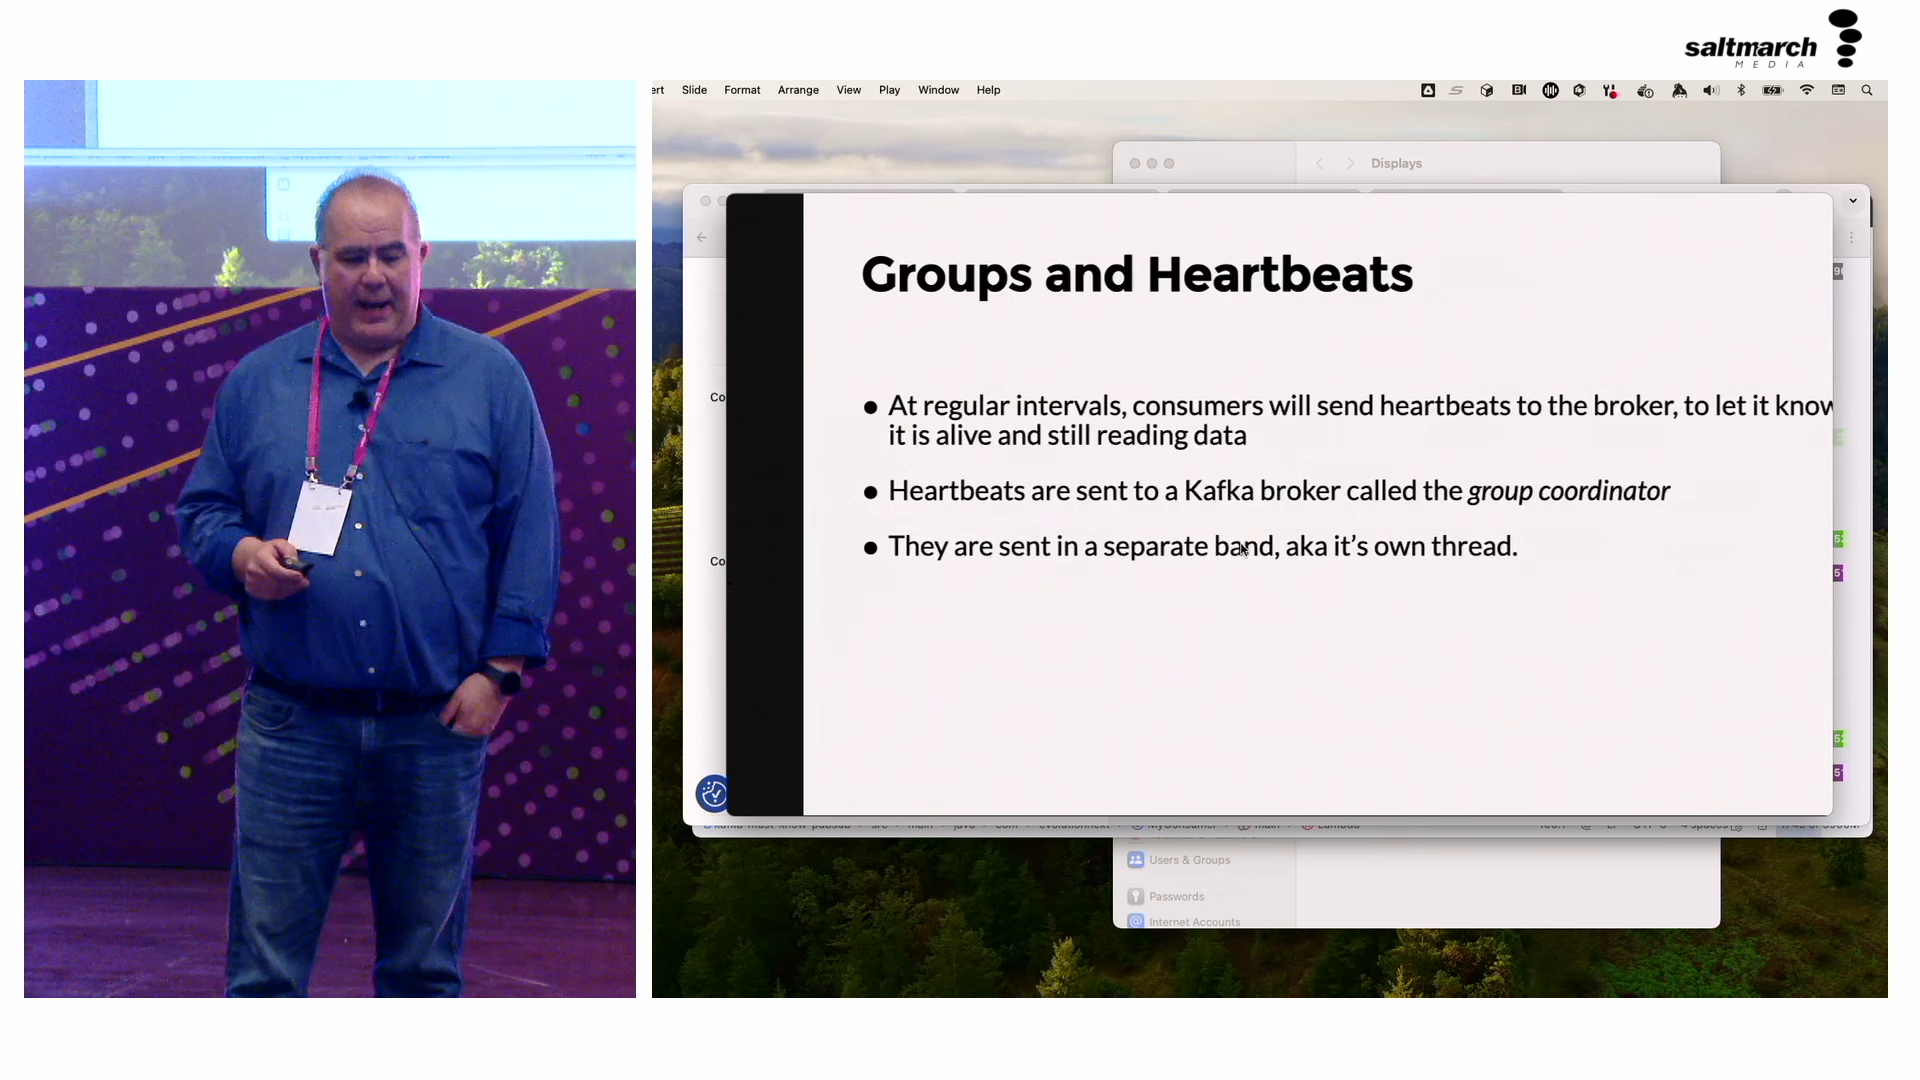 saltmarch
MEDIA
ert Slide Format Arrange View Play Window Help
Displays
Groups and Heartbeats
● At regular intervals, consumers will send heartbeats to the broker, to let it know
it is alive and still reading data
● Heartbeats are sent to a Kafka broker called the group coordinator
● They are sent in a separate band, aka it's own thread.
Co
Co
Users & Groups
Passwords
Internet Accounts